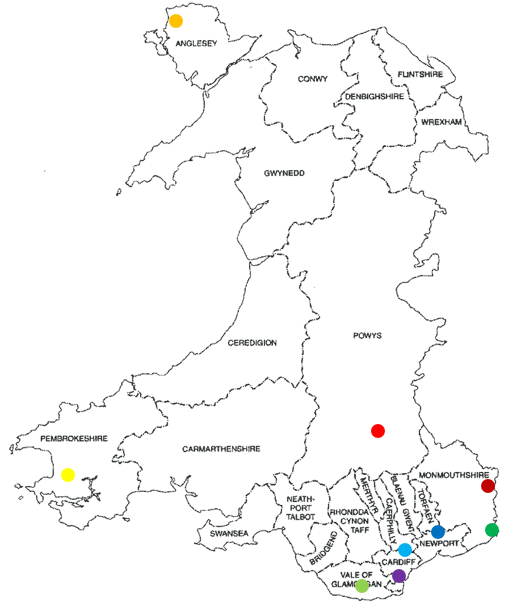 ANGLESEY
CONWY
FLINTSHIRE
DENBIGHSHIRE
WREXHAM
GWYNEDD
CEREDIGION
POWYS
PEMBROKESHIRE
CARMARTHENSHIRE
MONMOUTHSHIRE
NEATH-
PORT
TALBOT
RHONDDA
CYNON
TAFF
MERTHYR
CAERPHILLY
BLAENAU GWENT
TORFAEN
SWANSEA
BRIDGEND
NEWPORT
CARDIFF
VALE OF
GLAMORGAN